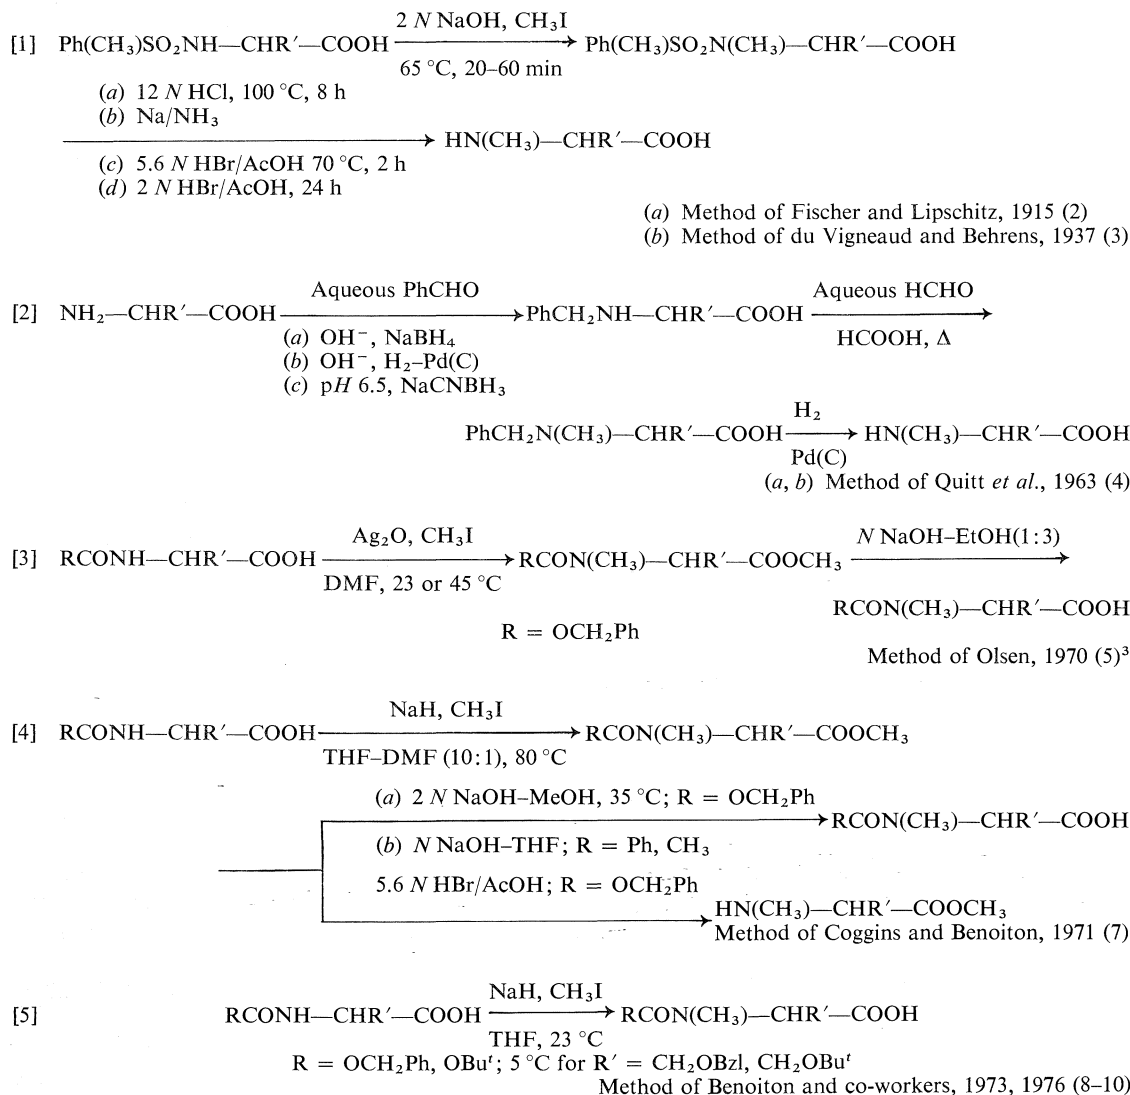 2 N NaOH, CH₃I
[1] Ph(CH₃)SO₂NH—CHR′—COOH ⟶ Ph(CH₃)SO₂N(CH₃)—CHR′—COOH
65 °C, 20–60 min
(a) 12 N HCl, 100 °C, 8 h
(b) Na/NH₃
⟶ HN(CH₃)—CHR′—COOH
(c) 5.6 N HBr/AcOH 70 °C, 2 h
(d) 2 N HBr/AcOH, 24 h
(a) Method of Fischer and Lipschitz, 1915 (2)
(b) Method of du Vigneaud and Behrens, 1937 (3)
Aqueous PhCHO Aqueous HCHO
[2] NH₂—CHR′—COOH ⟶ PhCH₂NH—CHR′—COOH ⟶
(a) OH⁻, NaBH₄ HCOOH, Δ
(b) OH⁻, H₂–Pd(C)
(c) pH 6.5, NaCNBH₃
H₂
PhCH₂N(CH₃)—CHR′—COOH ⟶ HN(CH₃)—CHR′—COOH
Pd(C)
(a, b) Method of Quitt et al., 1963 (4)
Ag₂O, CH₃I N NaOH–EtOH(1:3)
[3] RCONH—CHR′—COOH ⟶ RCON(CH₃)—CHR′—COOCH₃ ⟶
DMF, 23 or 45 °C
RCON(CH₃)—CHR′—COOH
R = OCH₂Ph
Method of Olsen, 1970 (5)³
NaH, CH₃I
[4] RCONH—CHR′—COOH ⟶ RCON(CH₃)—CHR′—COOCH₃
THF–DMF (10:1), 80 °C
(a) 2 N NaOH–MeOH, 35 °C; R = OCH₂Ph
⟶ RCON(CH₃)—CHR′—COOH
(b) N NaOH–THF; R = Ph, CH₃
5.6 N HBr/AcOH; R = OCH₂Ph
⟶ HN(CH₃)—CHR′—COOCH₃
Method of Coggins and Benoiton, 1971 (7)
NaH, CH₃I
[5] RCONH—CHR′—COOH ⟶ RCON(CH₃)—CHR′—COOH
THF, 23 °C
R = OCH₂Ph, OBuᵗ; 5 °C for R′ = CH₂OBzl, CH₂OBuᵗ
Method of Benoiton and co-workers, 1973, 1976 (8–10)